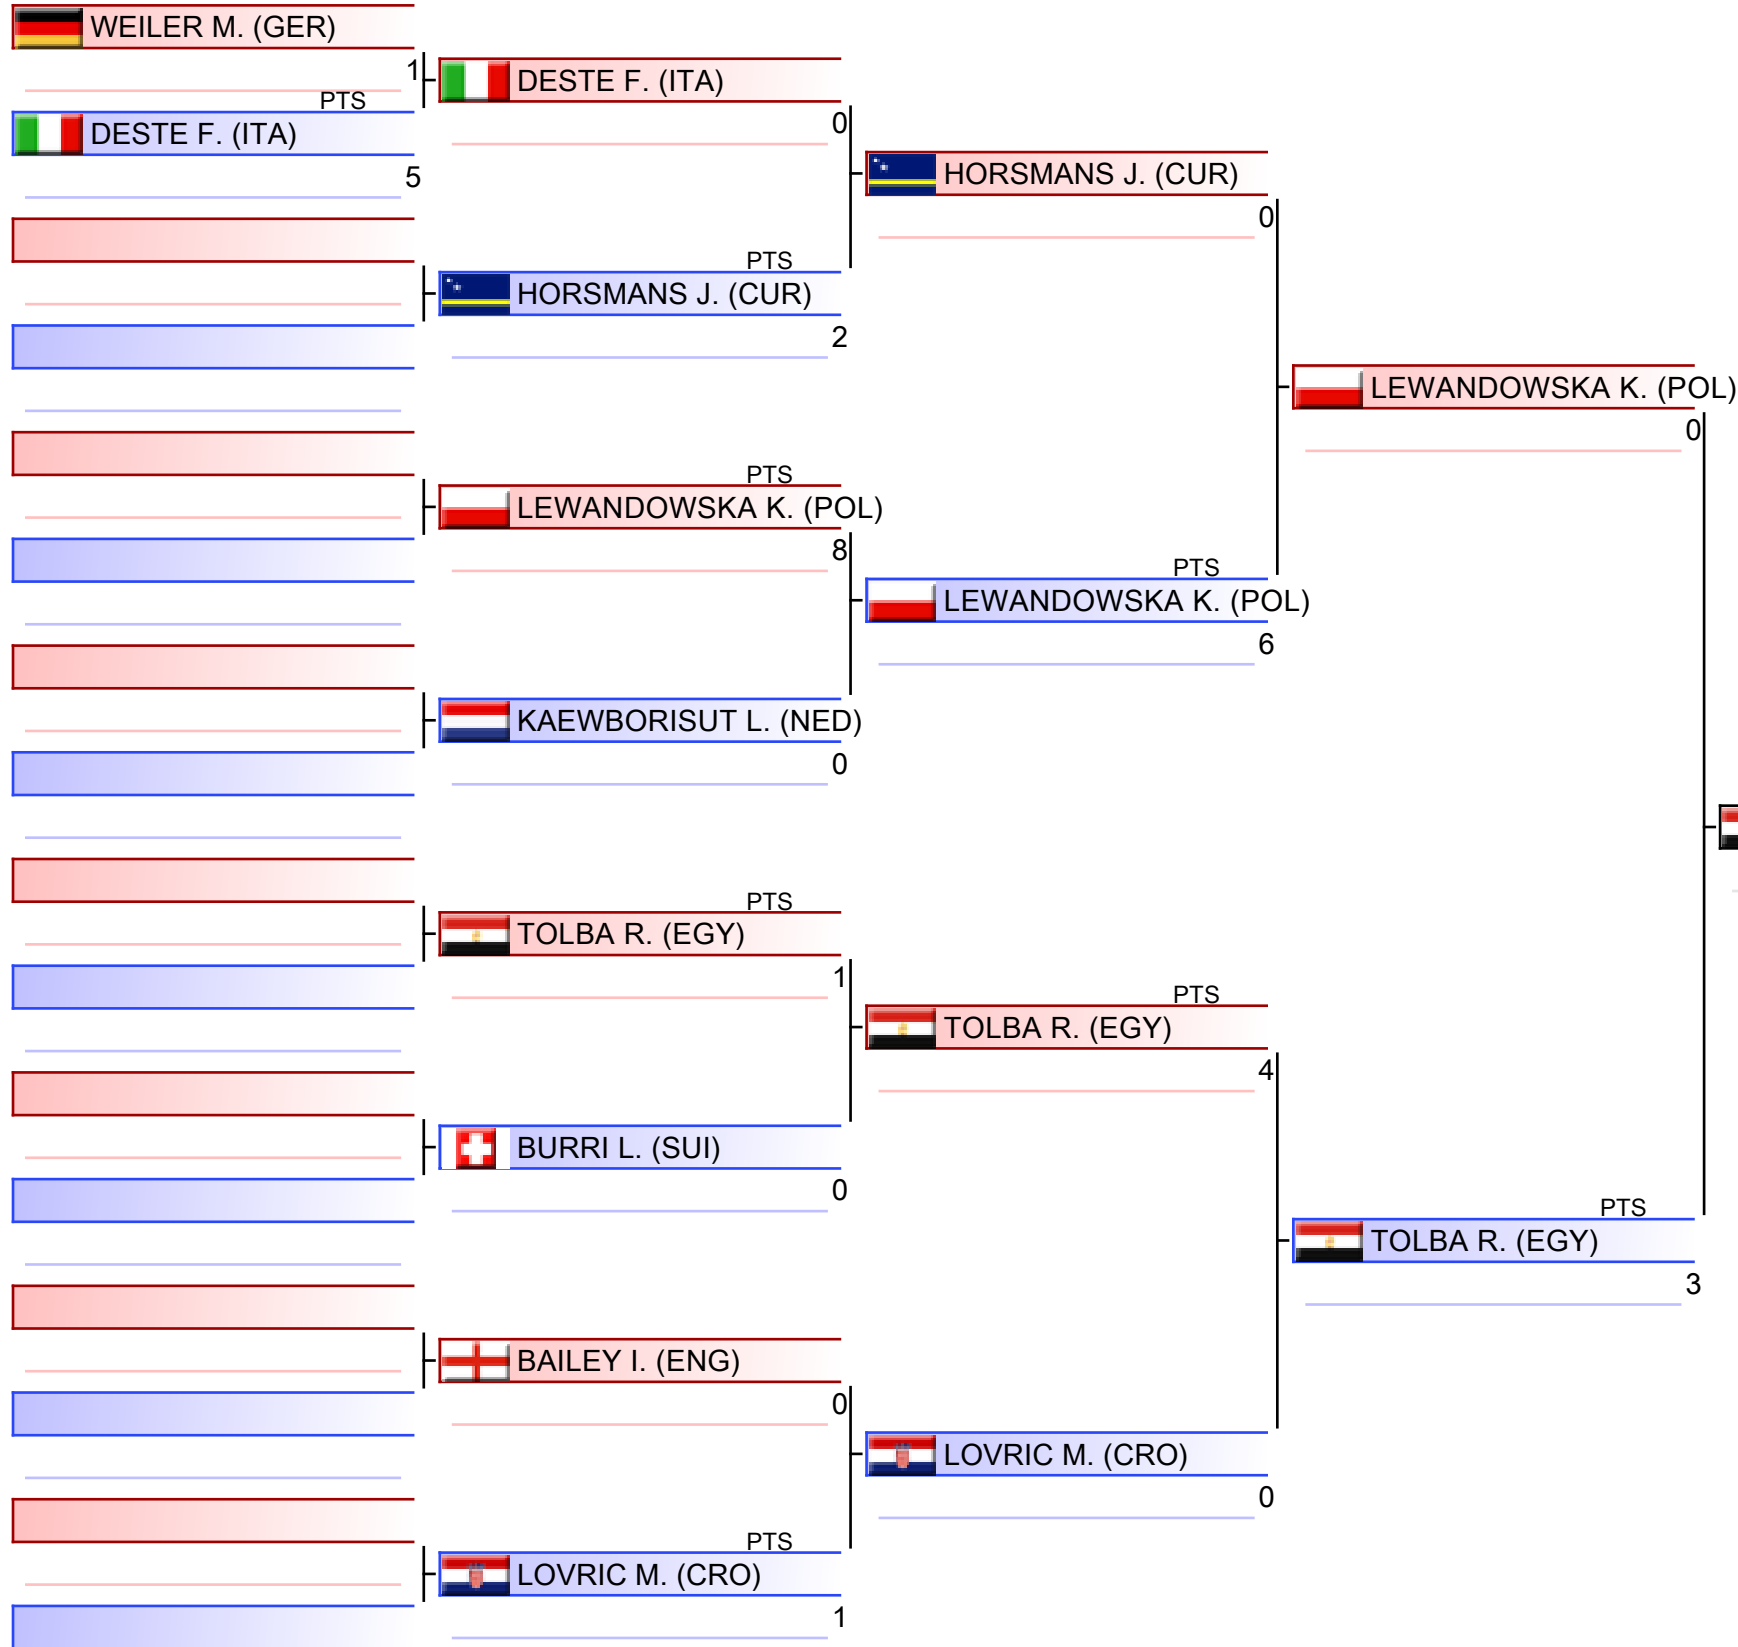 WEILER M. (GER)
1
PTS
DESTE F. (ITA)
5
DESTE F. (ITA)
0
PTS
HORSMANS J. (CUR)
2
PTS
LEWANDOWSKA K. (POL)
8
KAEWBORISUT L. (NED)
0
PTS
TOLBA R. (EGY)
1
BURRI L. (SUI)
0
BAILEY I. (ENG)
0
PTS
LOVRIC M. (CRO)
1
HORSMANS J. (CUR)
0
PTS
LEWANDOWSKA K. (POL)
6
PTS
TOLBA R. (EGY)
4
LOVRIC M. (CRO)
0
LEWANDOWSKA K. (POL)
0
PTS
TOLBA R. (EGY)
3